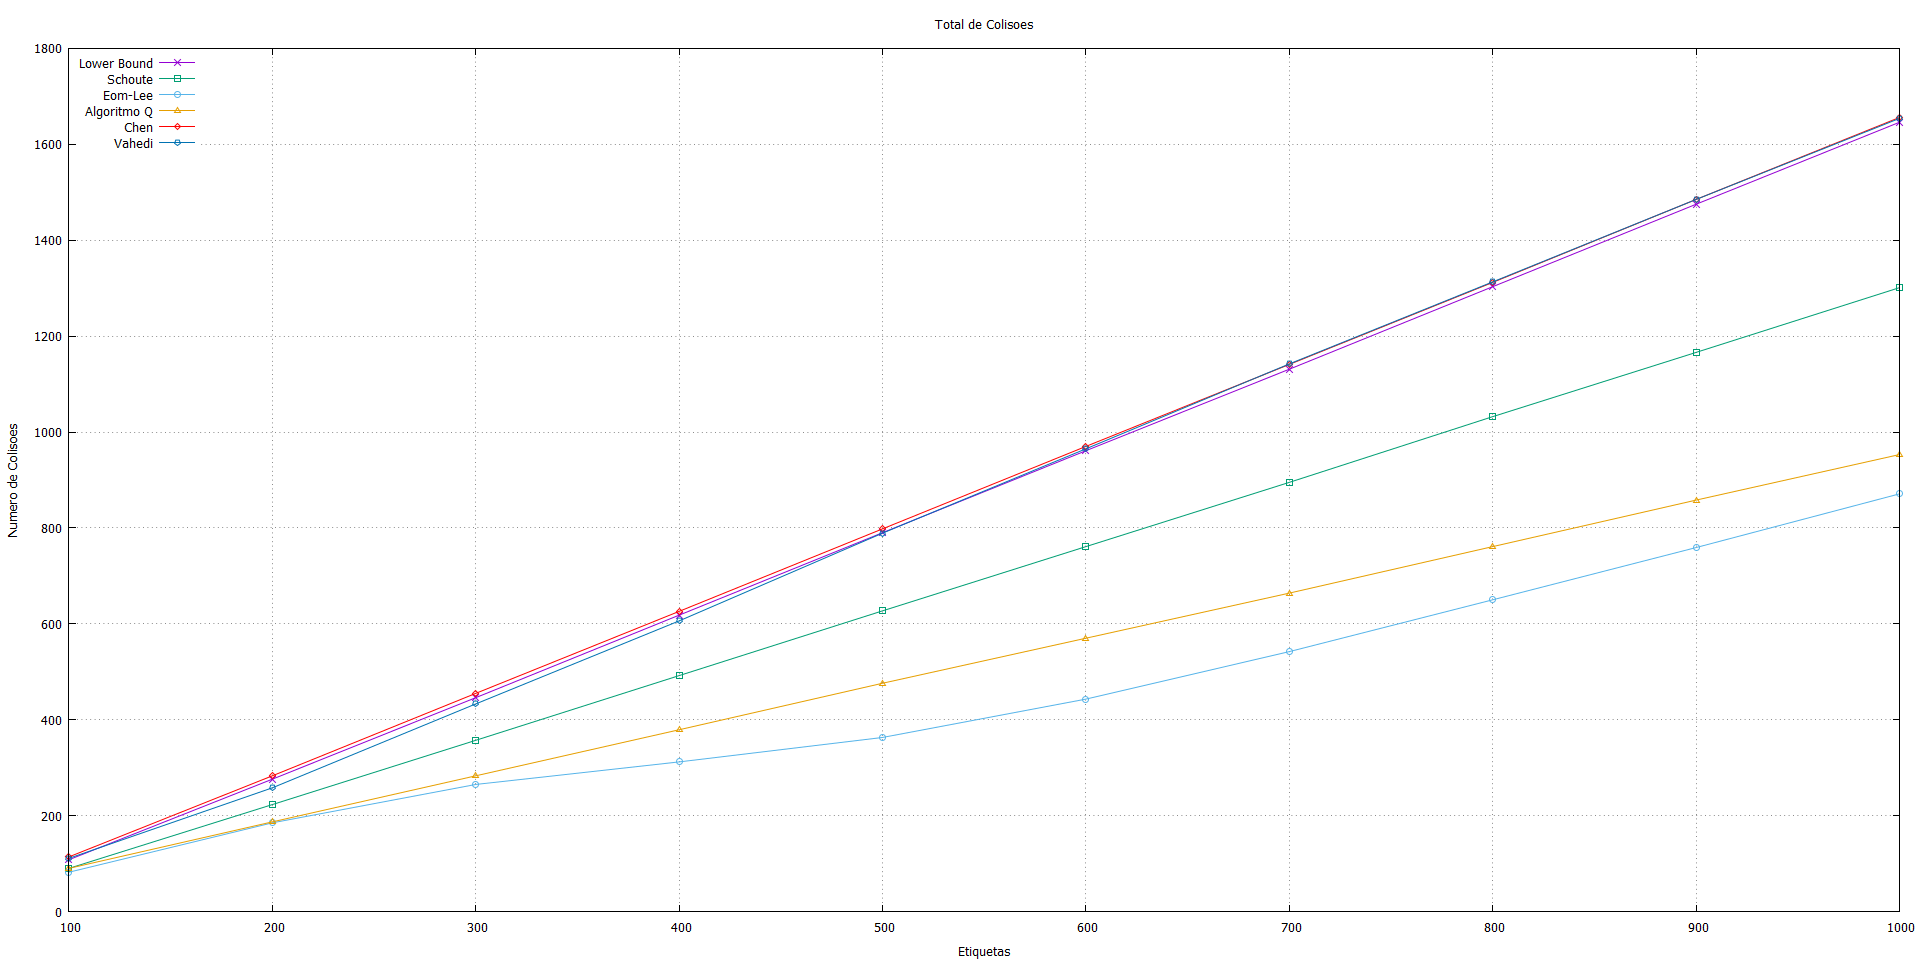 Total de Colisoes
1800
1600
1400
1200
1000
800
600
400
200
0
Numero de Colisoes
Lower Bound
Schoute
Eom-Lee
Algoritmo Q
Chen
Vahedi
100 200 300 400 500 600 700 800 900 1000
Etiquetas